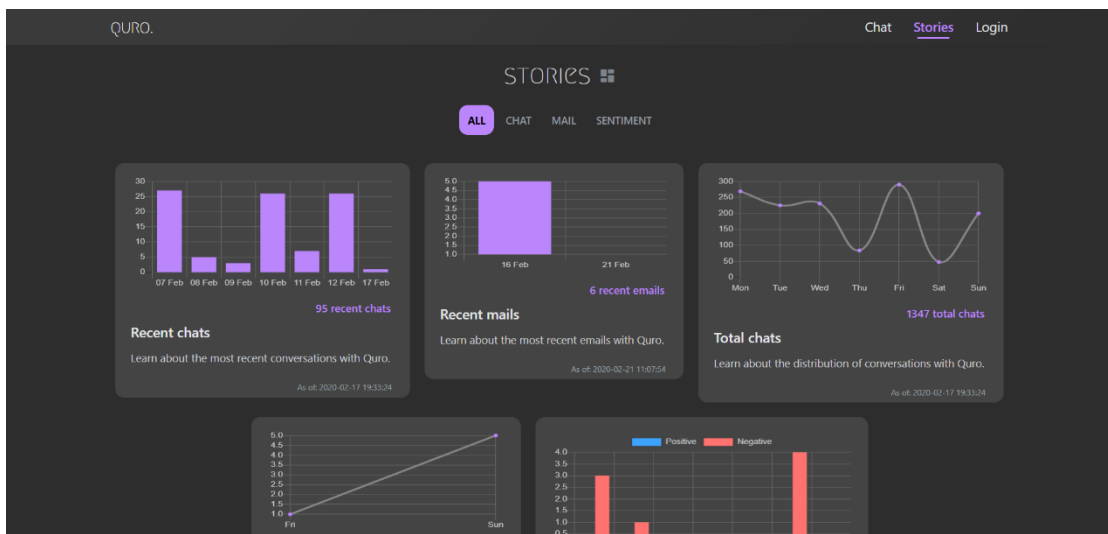 QURO.
Chat Stories Login
STORIES
ALL CHAT MAIL SENTIMENT
30
25
20
15
10
5
0
07 Feb 08 Feb 09 Feb 10 Feb 11 Feb 12 Feb 17 Feb
95 recent chats
Recent chats
Learn about the most recent conversations with Quro.
As of: 2020-02-17 19:33:24
5.0
4.5
4.0
3.5
3.0
2.5
2.0
1.5
1.0
16 Feb 21 Feb
6 recent emails
Recent mails
Learn about the most recent emails with Quro.
As of: 2020-02-21 11:07:54
300
250
200
150
100
50
0
Mon Tue Wed Thu Fri Sat Sun
1347 total chats
Total chats
Learn about the distribution of conversations with Quro.
As of: 2020-02-17 19:33:24
5.0
4.5
4.0
3.5
3.0
2.5
2.0
1.5
1.0
Fri Sun
Positive Negative
4.0
3.5
3.0
2.5
2.0
1.5
1.0
0.5